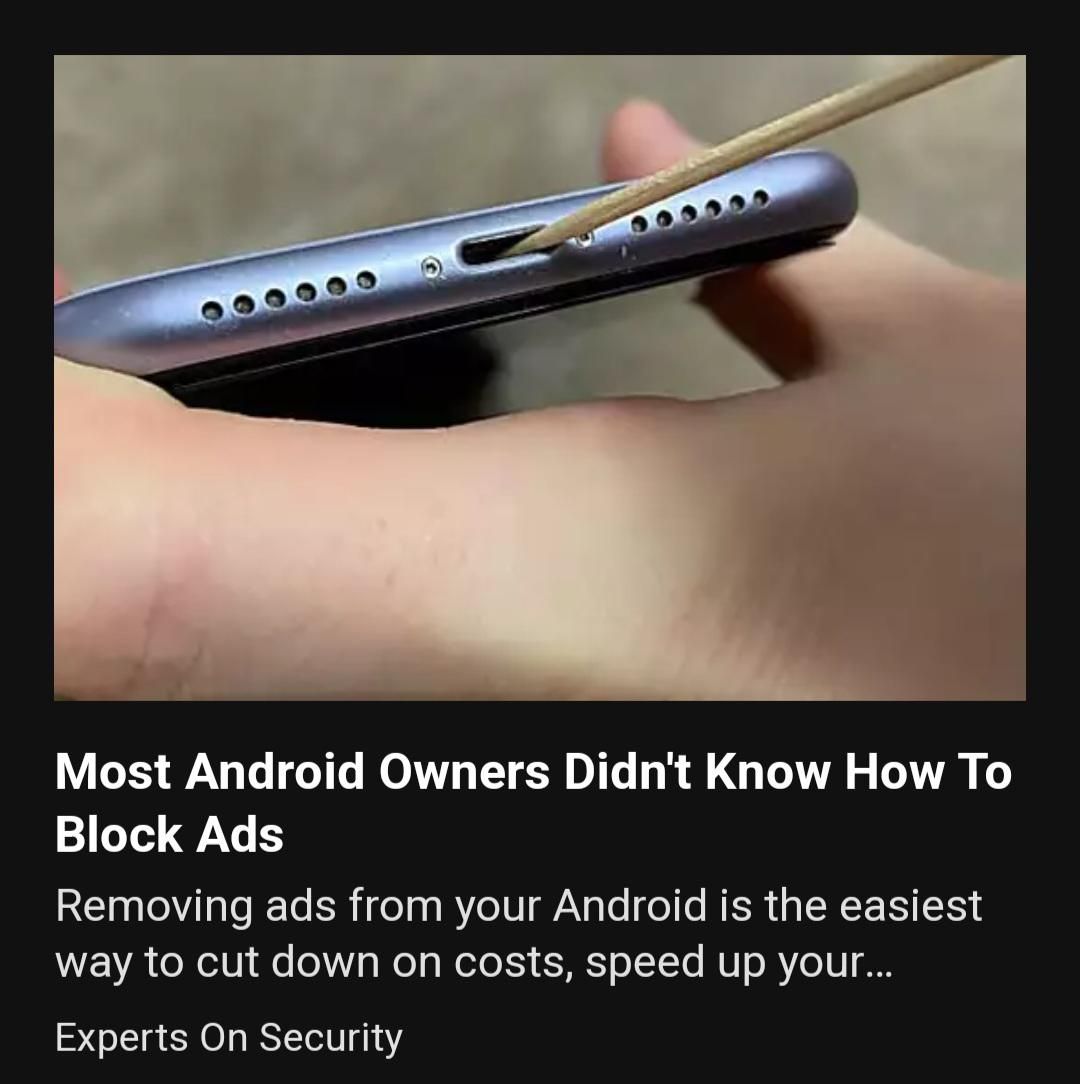 Most Android Owners Didn't Know How To
Block Ads
Removing ads from your Android is the easiest
way to cut down on costs, speed up your...
Experts On Security